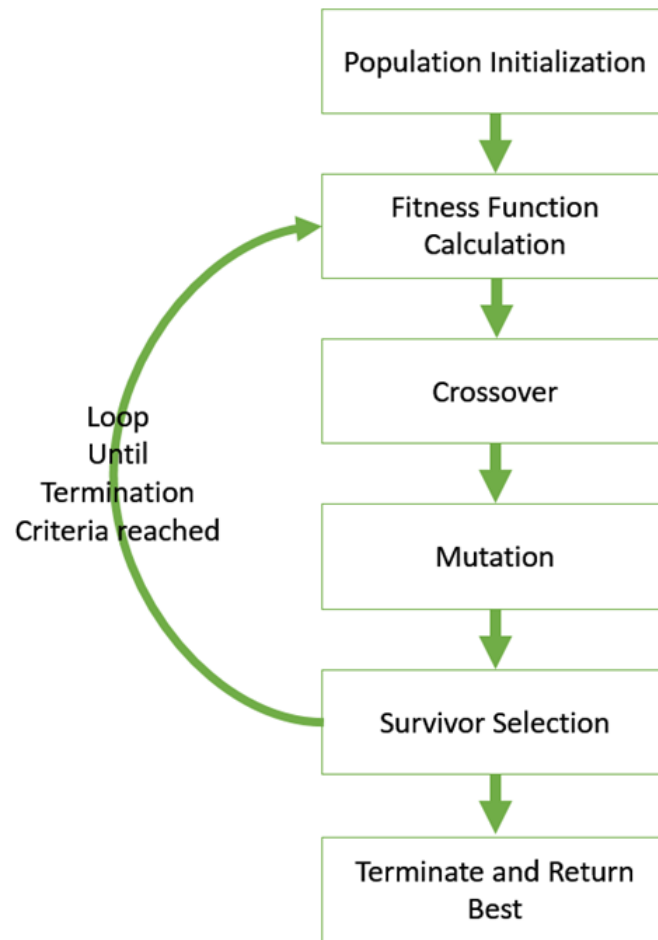 Population Initialization
Fitness Function
Calculation
Crossover
Loop
Until
Termination
Criteria reached
Mutation
Survivor Selection
Terminate and Return
Best